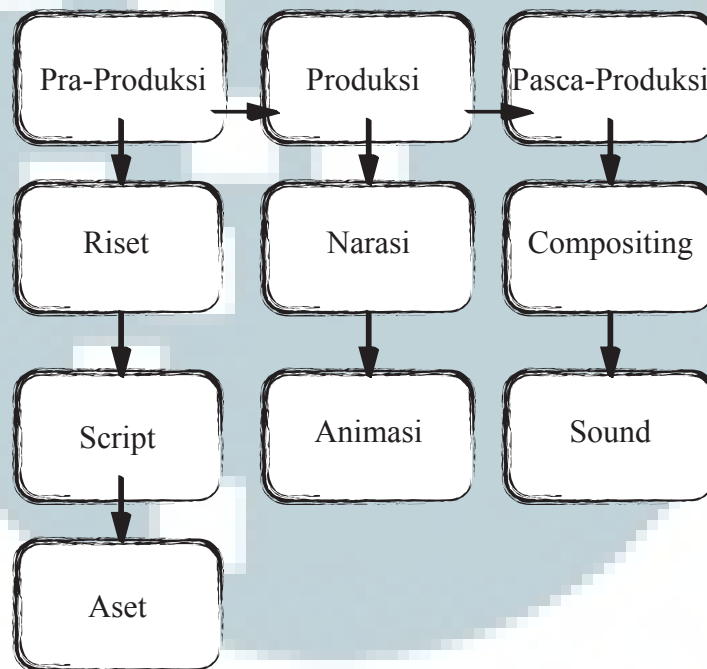 Pra-Produksi
Produksi
Pasca-Produksi
Riset
Narasi
Compositing
Script
Animasi
Sound
Aset